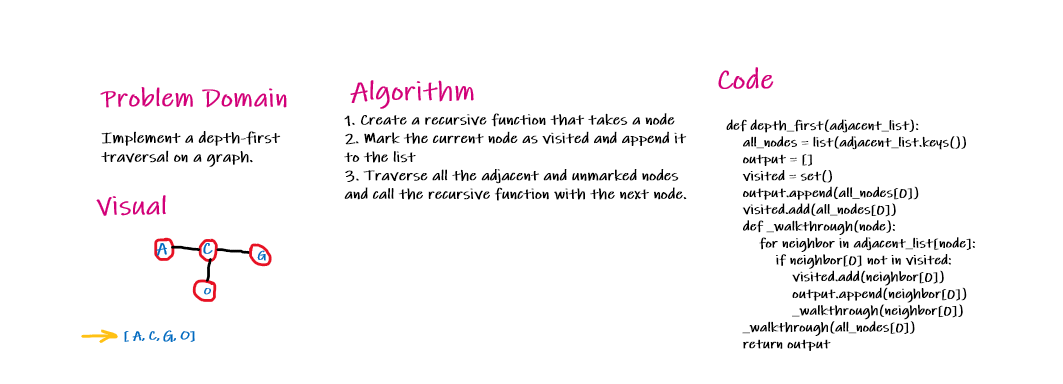 Problem Domain
Implement a depth-first
traversal on a graph.
Visual
A
C
G
O
[ A, C, G, O]
Algorithm
1. Create a recursive function that takes a node
2. Mark the current node as visited and append it
to the list
3. Traverse all the adjacent and unmarked nodes
and call the recursive function with the next node.
Code
def depth_first(adjacent_list):
all_nodes = list(adjacent_list.keys())
output = []
visited = set()
output.append(all_nodes[0])
visited.add(all_nodes[0])
def _walkthrough(node):
for neighbor in adjacent_list[node]:
if neighbor[0] not in visited:
visited.add(neighbor[0])
output.append(neighbor[0])
_walkthrough(neighbor[0])
_walkthrough(all_nodes[0])
return output